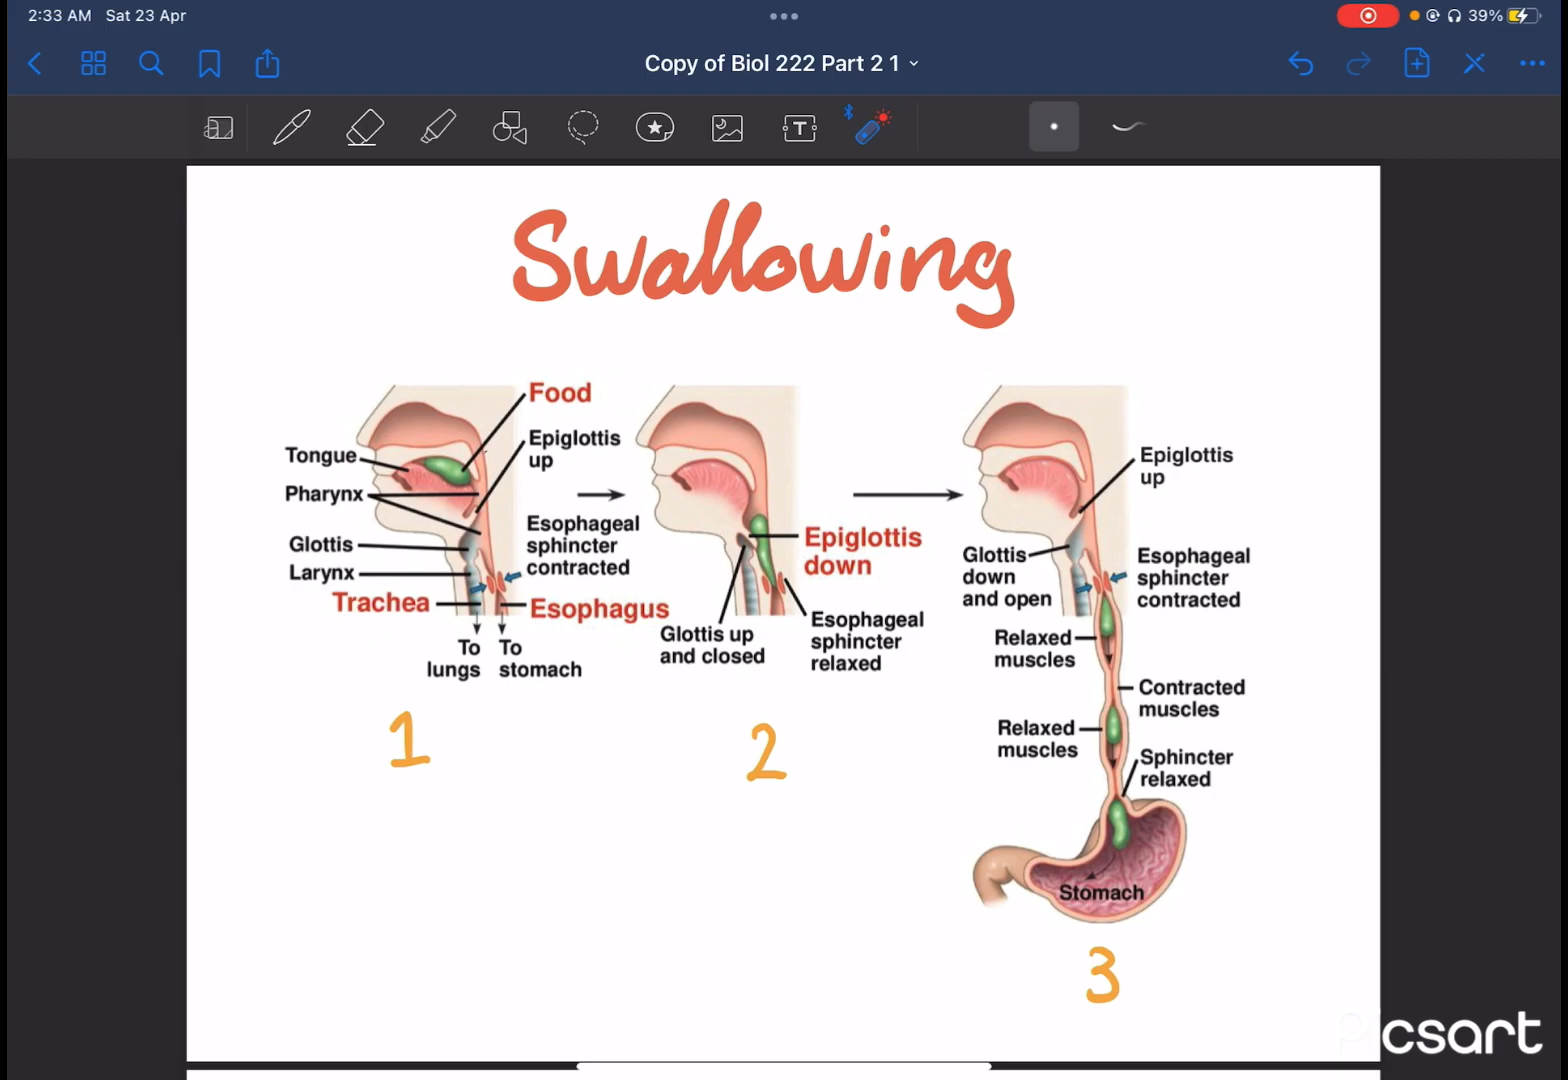 2:33 AM Sat 23 Apr
39%
Copy of Biol 222 Part 2 1
T
Swallowing
Food
Epiglottis
up
Tongue
Pharynx
Esophageal
sphincter
contracted
Glottis
Larynx
Trachea
Esophagus
To
lungs
To
stomach
1
Epiglottis
down
Esophageal
sphincter
relaxed
Glottis up
and closed
2
Epiglottis
up
Glottis
down
and open
Esophageal
sphincter
contracted
Relaxed
muscles
Contracted
muscles
Relaxed
muscles
Sphincter
relaxed
Stomach
3
Picsart